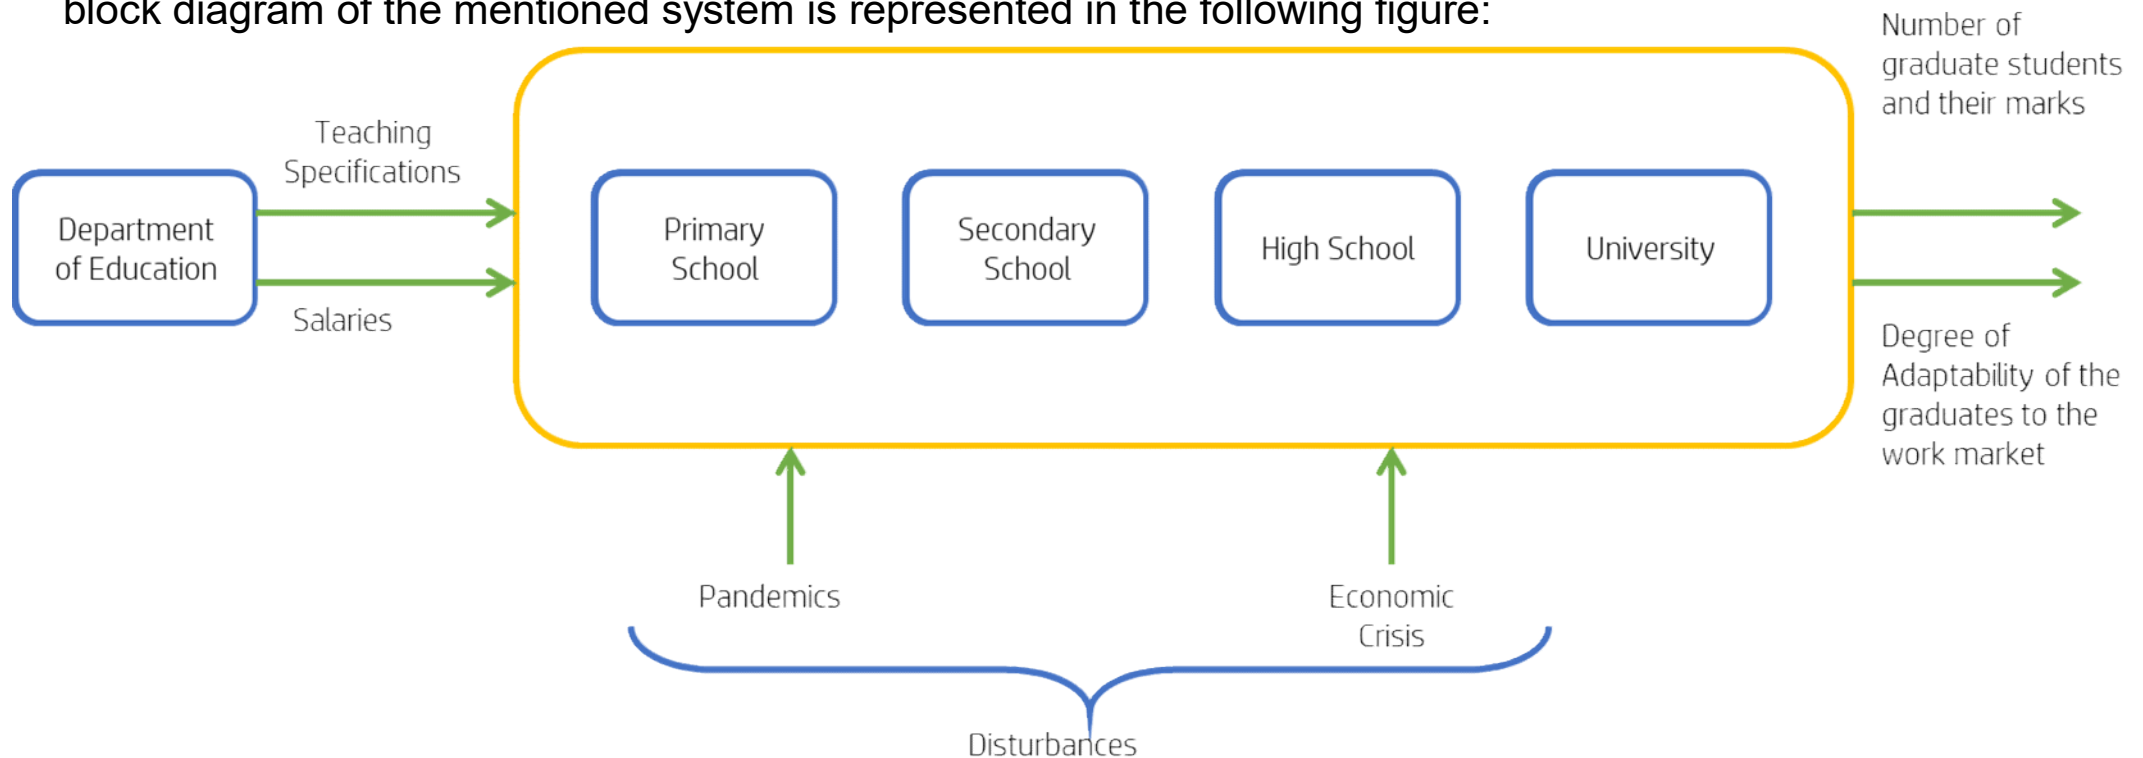 block diagram of the mentioned system is represented in the following figure:
Number of
graduate students
and their marks
Teaching
Specifications
Department
of Education
Salaries
Primary
School
Secondary
School
High School
University
Degree of
Adaptability of the
graduates to the
work market
Pandemics
Economic
Crisis
Disturbances